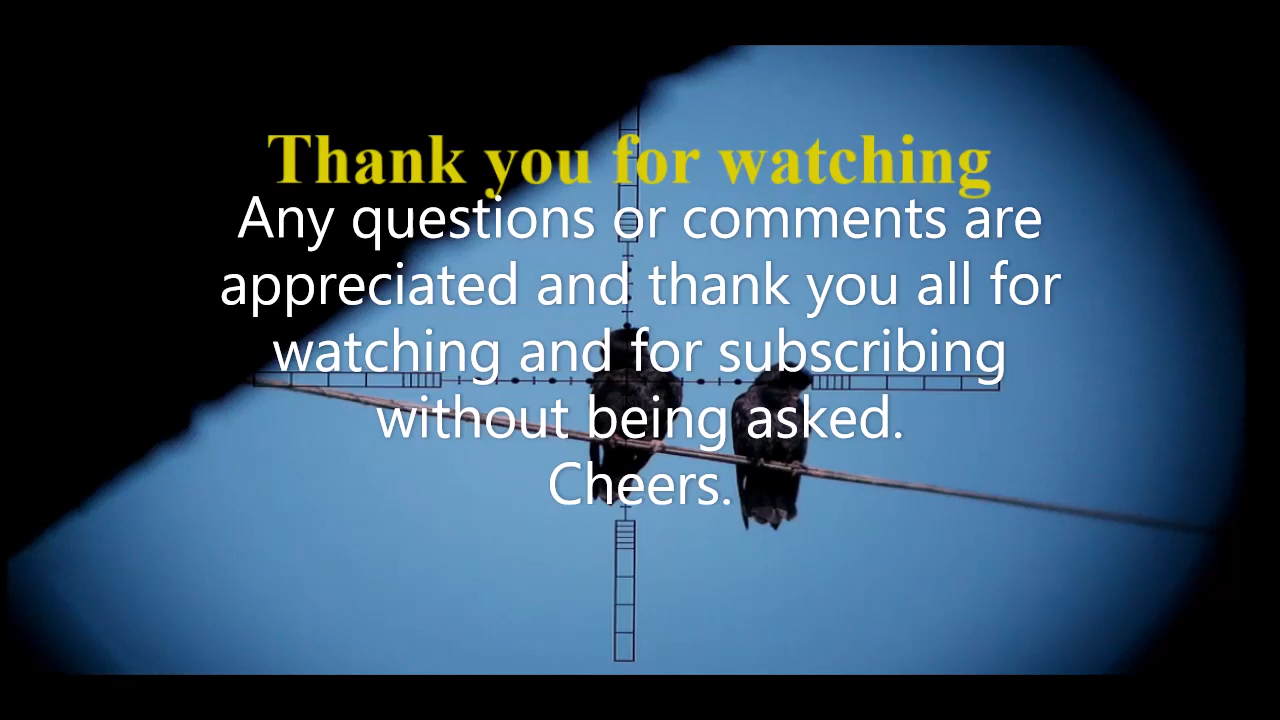 Thank you for watching
Any questions or comments are
appreciated and thank you all for
watching and for subscribing
without being asked.
Cheers.